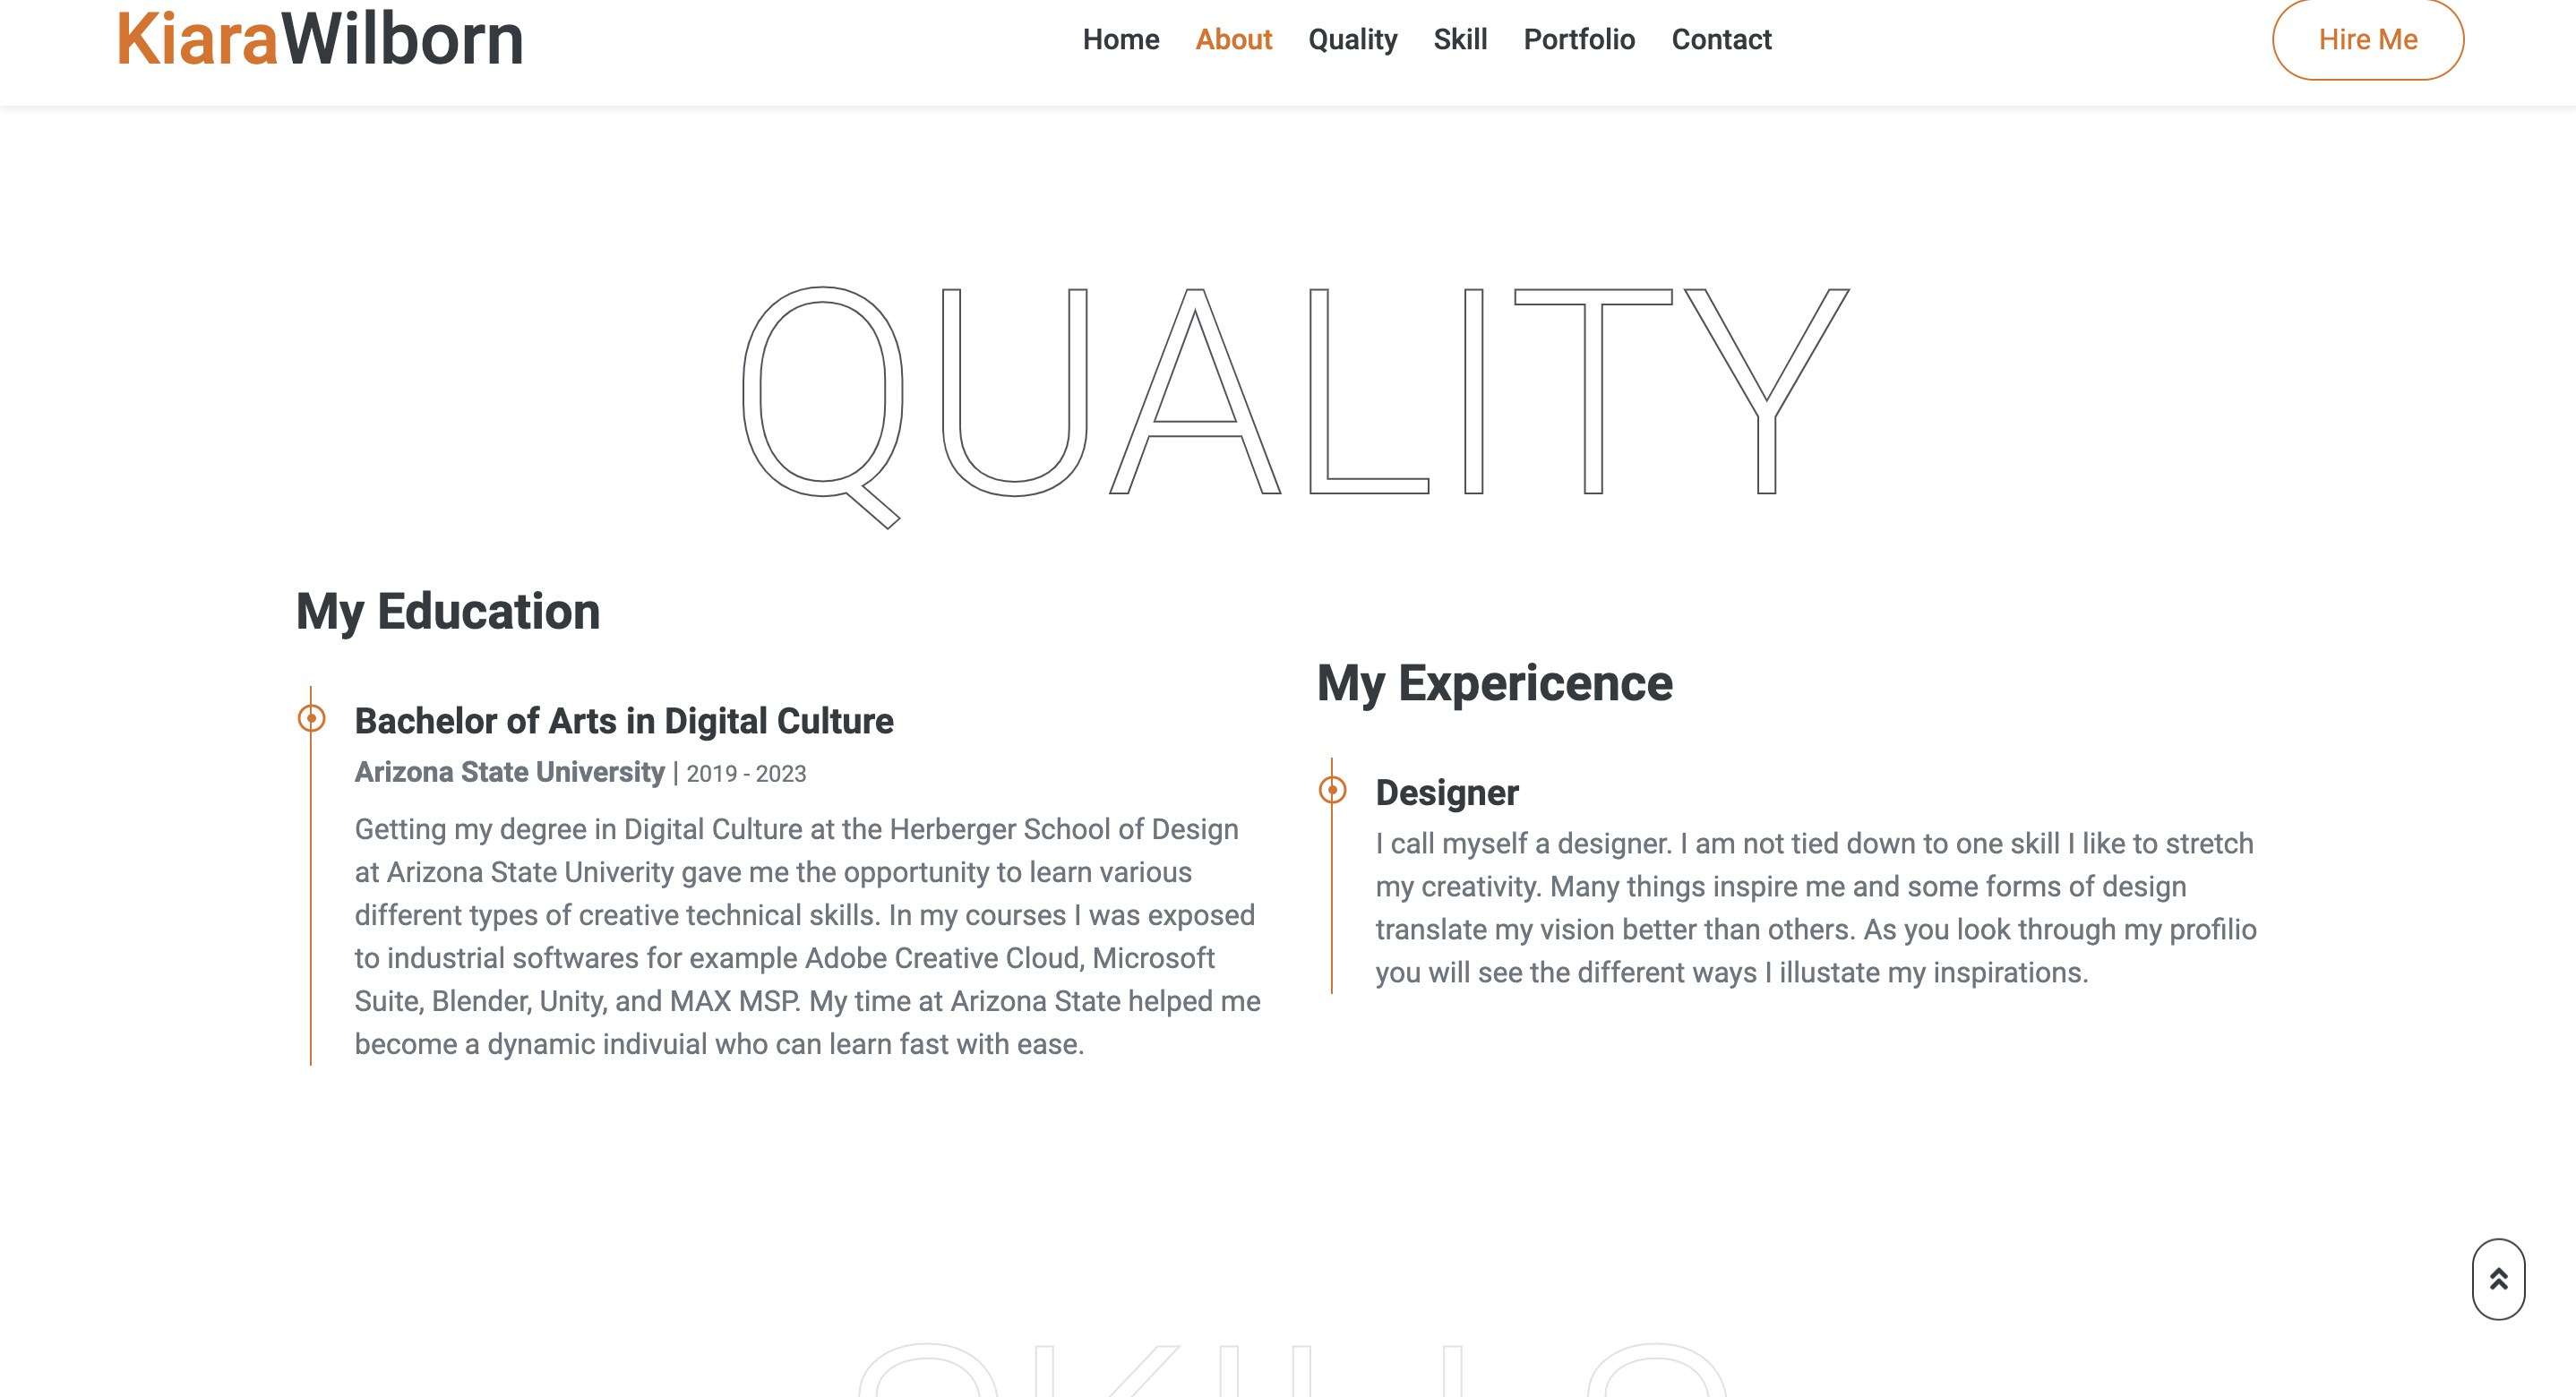 KiaraWilborn
Home About Quality Skill Portfolio Contact
Hire Me
QUALITY
My Education
Bachelor of Arts in Digital Culture
Arizona State University | 2019 - 2023
Getting my degree in Digital Culture at the Herberger School of Design
at Arizona State Univerity gave me the opportunity to learn various
different types of creative technical skills. In my courses I was exposed
to industrial softwares for example Adobe Creative Cloud, Microsoft
Suite, Blender, Unity, and MAX MSP. My time at Arizona State helped me
become a dynamic indivuial who can learn fast with ease.
My Expericence
Designer
I call myself a designer. I am not tied down to one skill I like to stretch
my creativity. Many things inspire me and some forms of design
translate my vision better than others. As you look through my profilio
you will see the different ways I illustate my inspirations.
SKILLS